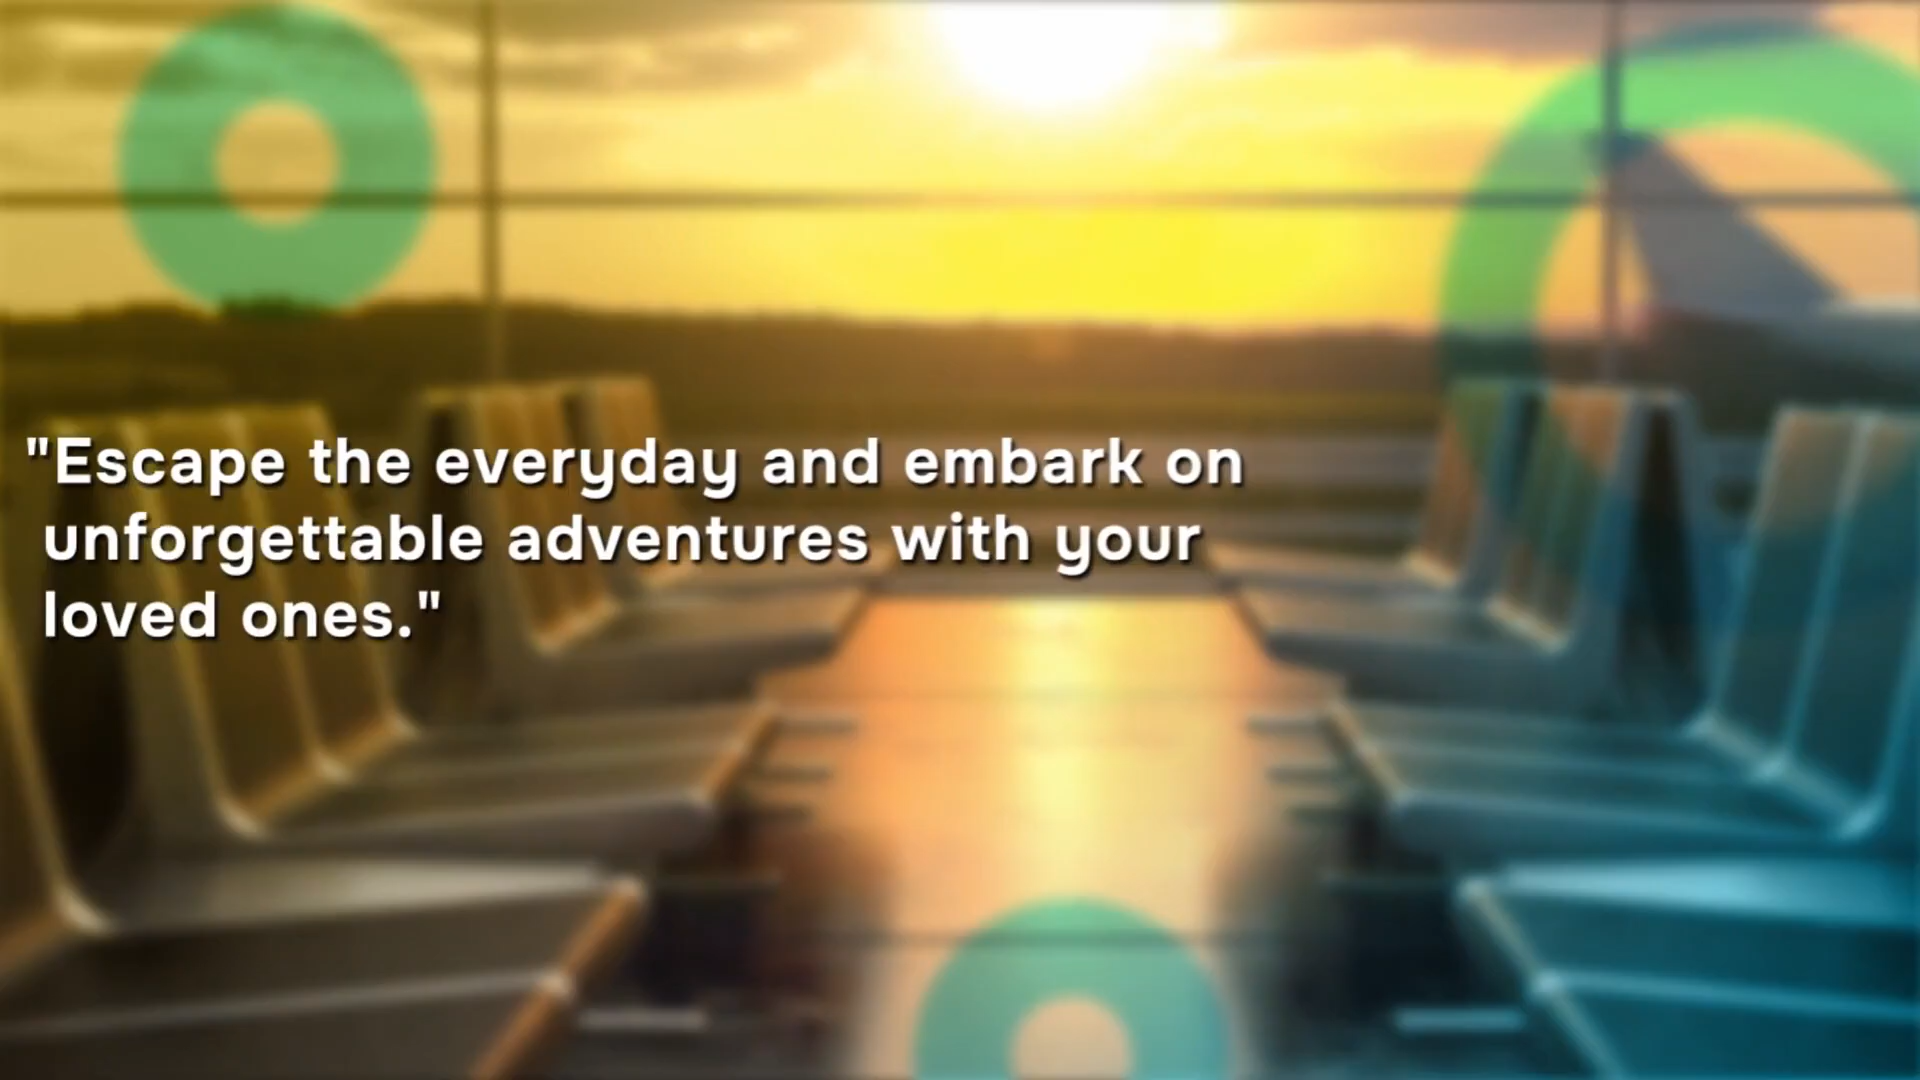 "Escape the everyday and embark on
unforgettable adventures with your
loved ones."